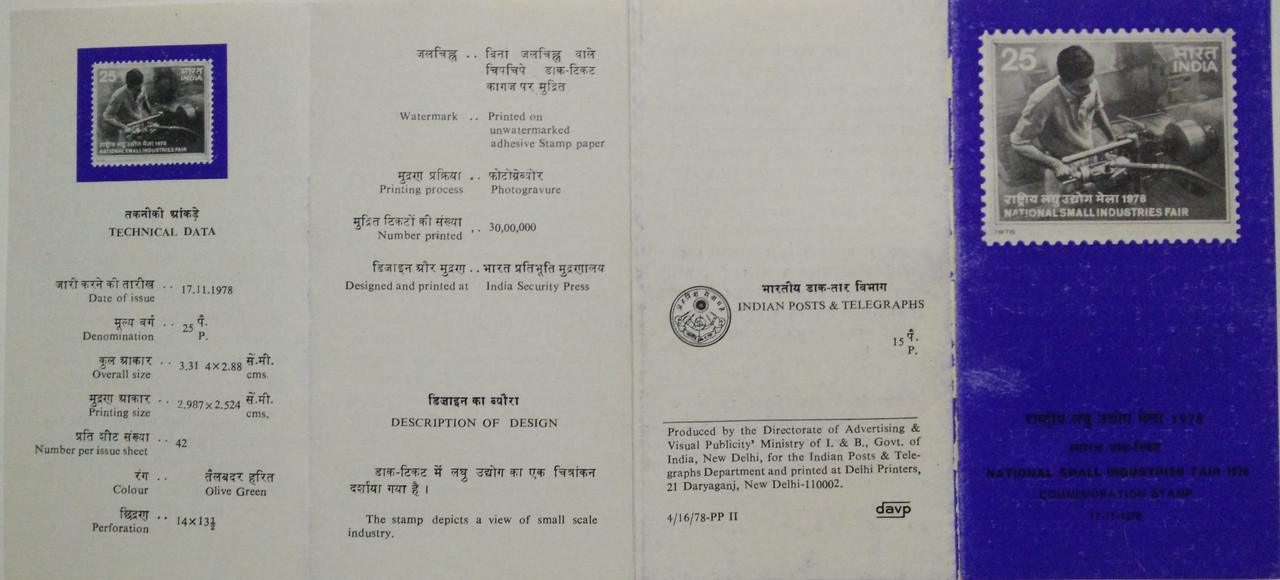 25 भारत
INDIA
राष्ट्रीय लघु उद्योग मेला 1978
NATIONAL SMALL INDUSTRIES FAIR
तकनीकी आंकड़े
TECHNICAL DATA
जारी करने की तारीख .. 17.11.1978
Date of issue
मूल्य वर्ग .. 25 पै.
Denomination P.
कुल आकार .. 3.31 4×2.88 सें.मी.
Overall size cms.
मुद्रण आकार .. 2.987×2.524 सें.मी.
Printing size cms,
प्रति शीट संख्या .. 42
Number per issue sheet
रंग .. तैलबदर हरित
Colour Olive Green
छिद्रण .. 14×13½
Perforation
जलचिह्न .. बिना जलचिह्न वाले
चिपचिपे डाक-टिकट
कागज पर मुद्रित
Watermark .. Printed on
unwatermarked
adhesive Stamp paper
मुद्रण प्रक्रिया .. फोटोग्रेव्योर
Printing process Photogravure
मुद्रित टिकटों की संख्या .. 30,00,000
Number printed
डिजाइन और मुद्रण .. भारत प्रतिभूति मुद्रणालय
Designed and printed at India Security Press
डिजाइन का ब्यौरा
DESCRIPTION OF DESIGN
डाक-टिकट में लघु उद्योग का एक चित्रांकन
दर्शाया गया है ।
The stamp depicts a view of small scale
industry.
भारतीय डाक-तार विभाग
INDIAN POSTS & TELEGRAPHS
15 पै.
P.
Produced by the Directorate of Advertising &
Visual Publicity' Ministry of I. & B., Govt. of
India, New Delhi, for the Indian Posts & Tele-
graphs Department and printed at Delhi Printers,
21 Daryaganj, New Delhi-110002.
4/16/78-PP II
davp
25 भारत
INDIA
राष्ट्रीय लघु उद्योग मेला 1978
NATIONAL SMALL INDUSTRIES FAIR
1978
राष्ट्रीय लघु उद्योग मेला 1978
स्मारक डाक-टिकट
NATIONAL SMALL INDUSTRIES FAIR 1978
COMMEMORATION STAMP
17-11-1978